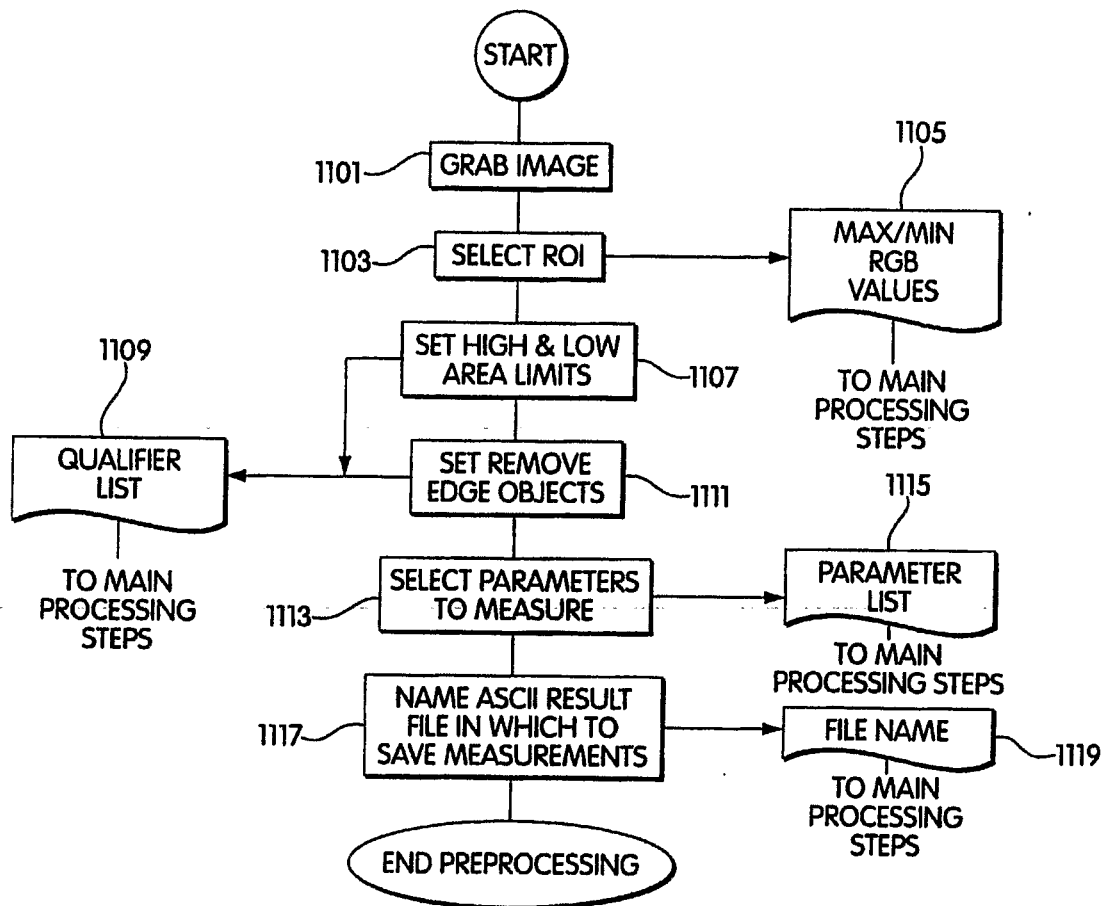 START
1101
GRAB IMAGE
1103
SELECT ROI
1105
MAX/MIN
RGB
VALUES
TO MAIN
PROCESSING
STEPS
SET HIGH & LOW
AREA LIMITS
1107
1109
QUALIFIER
LIST
TO MAIN
PROCESSING
STEPS
SET REMOVE
EDGE OBJECTS
1111
1113
SELECT PARAMETERS
TO MEASURE
1115
PARAMETER
LIST
TO MAIN
PROCESSING STEPS
1117
NAME ASCII RESULT
FILE IN WHICH TO
SAVE MEASUREMENTS
FILE NAME
1119
TO MAIN
PROCESSING
STEPS
END PREPROCESSING